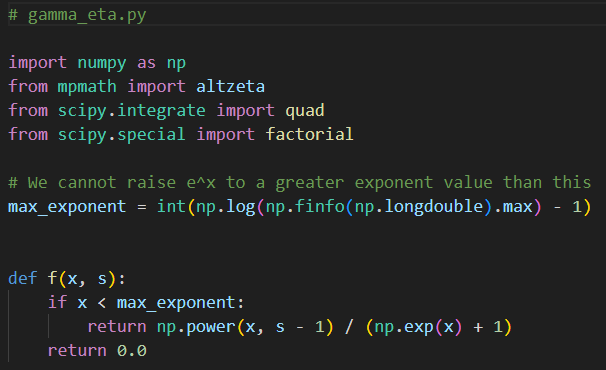 # gamma_eta.py
import numpy as np
from mpmath import altzeta
from scipy.integrate import quad
from scipy.special import factorial
# We cannot raise e^x to a greater exponent value than this
max_exponent = int(np.log(np.finfo(np.longdouble).max) - 1)
def f(x, s):
    if x < max_exponent:
        return np.power(x, s - 1) / (np.exp(x) + 1)
    return 0.0